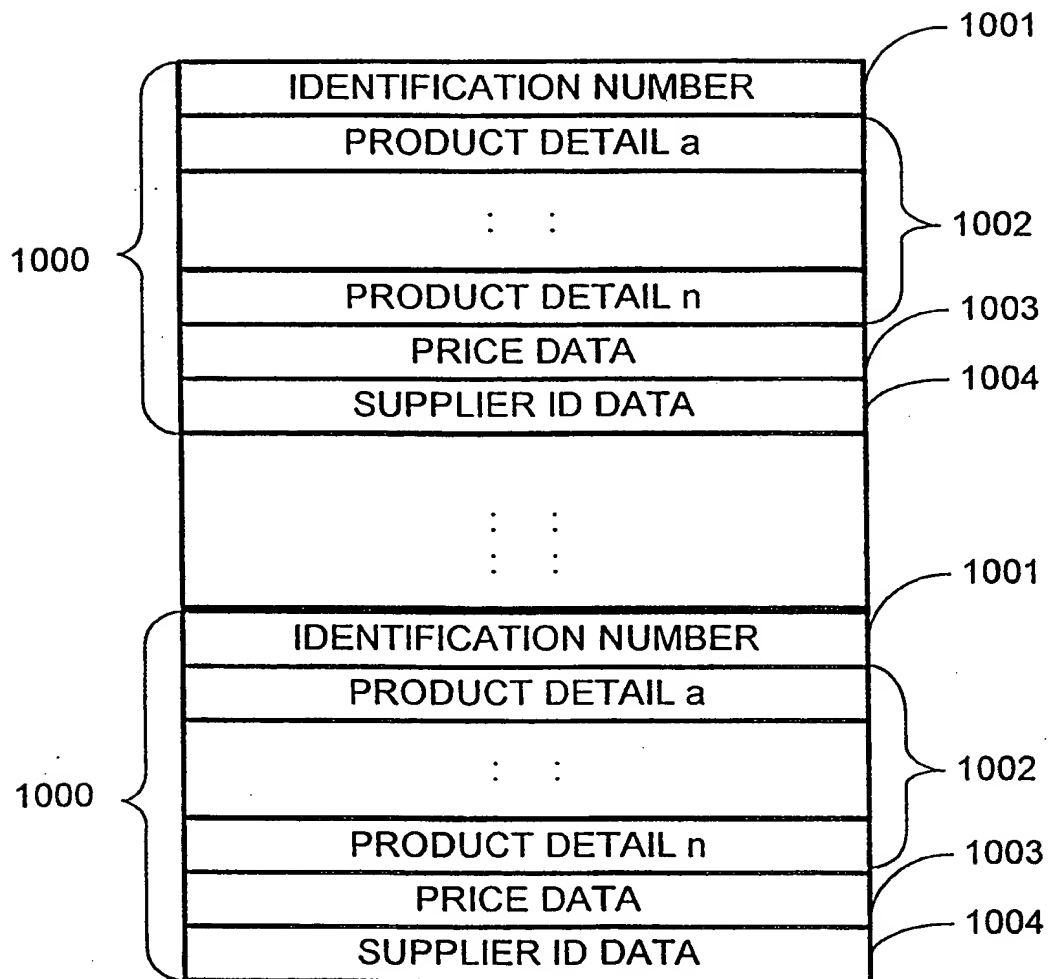 1001
IDENTIFICATION NUMBER
PRODUCT DETAIL a
: :
1002
1000
PRODUCT DETAIL n
1003
PRICE DATA
1004
SUPPLIER ID DATA
: :
: :
1001
IDENTIFICATION NUMBER
PRODUCT DETAIL a
: :
1002
1000
PRODUCT DETAIL n
1003
PRICE DATA
1004
SUPPLIER ID DATA